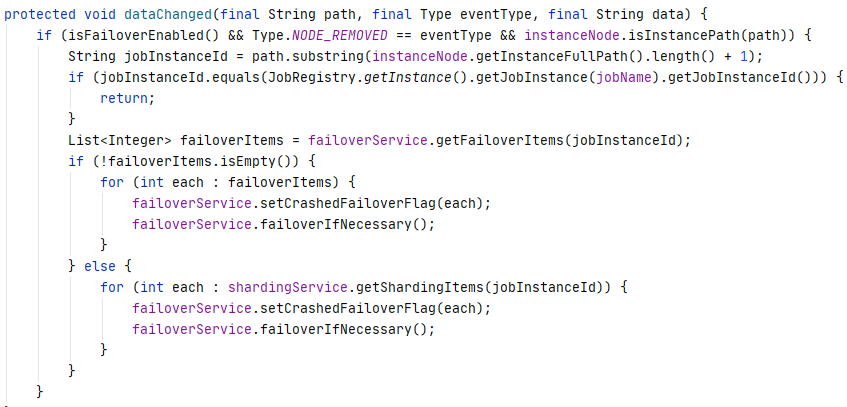 protected void dataChanged(final String path, final Type eventType, final String data) {
    if (isFailoverEnabled() && Type.NODE_REMOVED == eventType && instanceNode.isInstancePath(path)) {
        String jobInstanceId = path.substring(instanceNode.getInstanceFullPath().length() + 1);
        if (jobInstanceId.equals(JobRegistry.getInstance().getJobInstance(jobName).getJobInstanceId())) {
            return;
        }
        List<Integer> failoverItems = failoverService.getFailoverItems(jobInstanceId);
        if (!failoverItems.isEmpty()) {
            for (int each : failoverItems) {
                failoverService.setCrashedFailoverFlag(each);
                failoverService.failoverIfNecessary();
            }
        } else {
            for (int each : shardingService.getShardingItems(jobInstanceId)) {
                failoverService.setCrashedFailoverFlag(each);
                failoverService.failoverIfNecessary();
            }
        }
    }